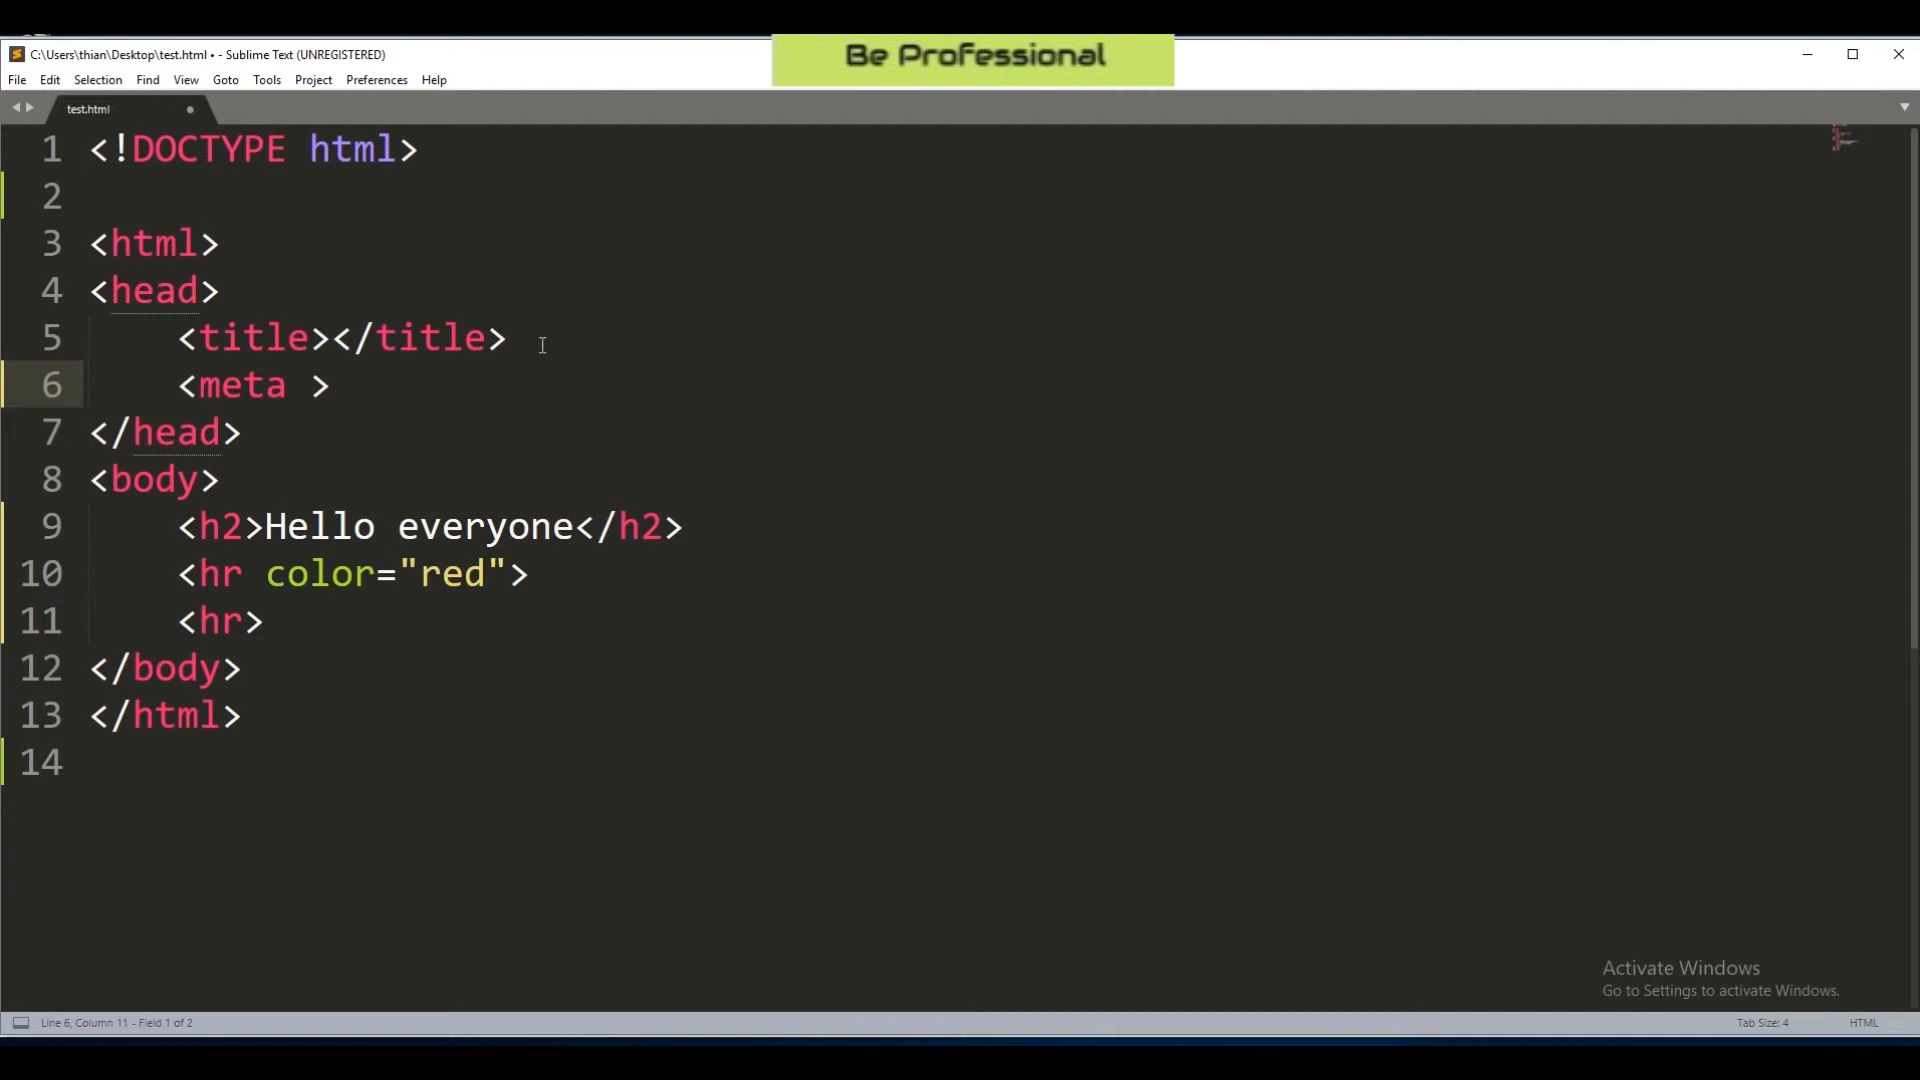 Be Professional
C:\Users\thian\Desktop\test.html • - Sublime Text (UNREGISTERED)
File Edit Selection Find View Goto Tools Project Preferences Help
test.html
1 <!DOCTYPE html>
2
3 <html>
4 <head>
5 <title></title>
6 <meta >
7 </head>
8 <body>
9 <h2>Hello everyone</h2>
10 <hr color="red">
11 <hr>
12 </body>
13 </html>
14
Activate Windows
Go to Settings to activate Windows.
Line 6, Column 11 - Field 1 of 2 Tab Size: 4 HTML